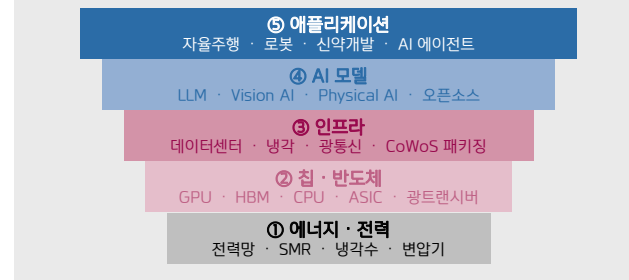 ⑤ 애플리케이션
자율주행 · 로봇 · 신약개발 · AI 에이전트
④ AI 모델
LLM · Vision AI · Physical AI · 오픈소스
③ 인프라
데이터센터 · 냉각 · 광통신 · CoWoS 패키징
② 칩 · 반도체
GPU · HBM · CPU · ASIC · 광트랜시버
① 에너지 · 전력
전력망 · SMR · 냉각수 · 변압기